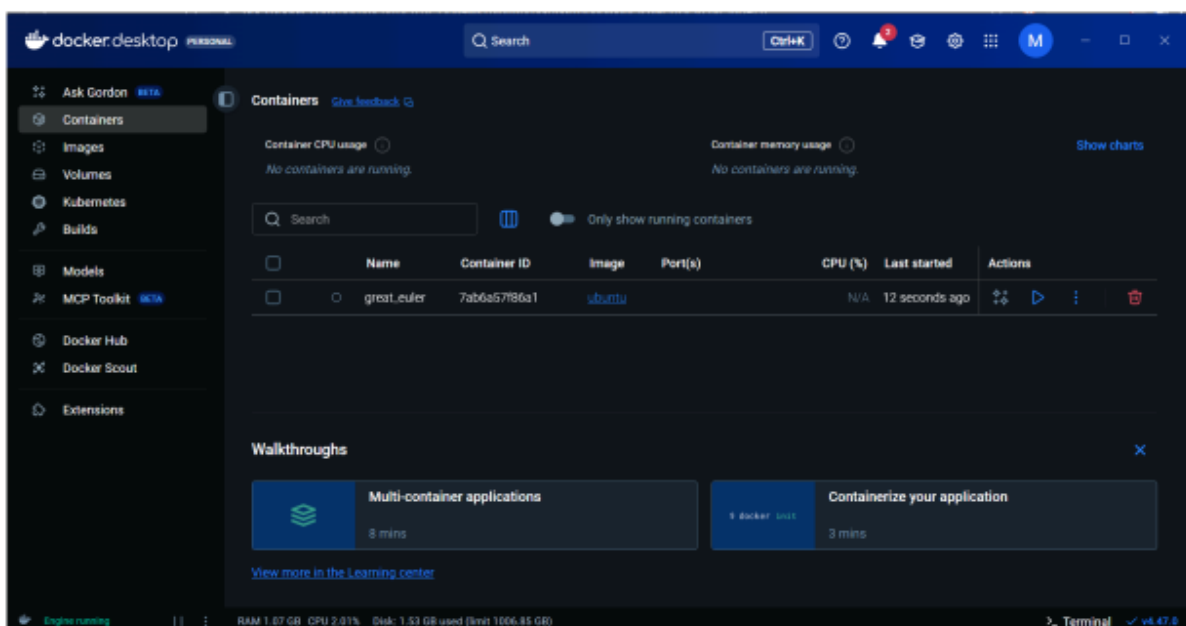 docker.desktop PERSONAL
Search
Ctrl+K
3
M
Ask Gordon BETA
Containers
Images
Volumes
Kubernetes
Builds
Models
MCP Toolkit BETA
Docker Hub
Docker Scout
Extensions
Containers Give feedback
Container CPU usage
No containers are running.
Container memory usage
No containers are running.
Show charts
Search
Only show running containers
Name Container ID Image Port(s) CPU (%) Last started Actions
great_euler 7ab6a57f86a1 ubuntu N/A 12 seconds ago
Walkthroughs
Multi-container applications
8 mins
$ docker init
Containerize your application
3 mins
View more in the Learning center
Engine running
RAM 1.07 GB CPU 2.01% Disk: 1.53 GB used (limit 1006.85 GB)
Terminal
v4.47.0